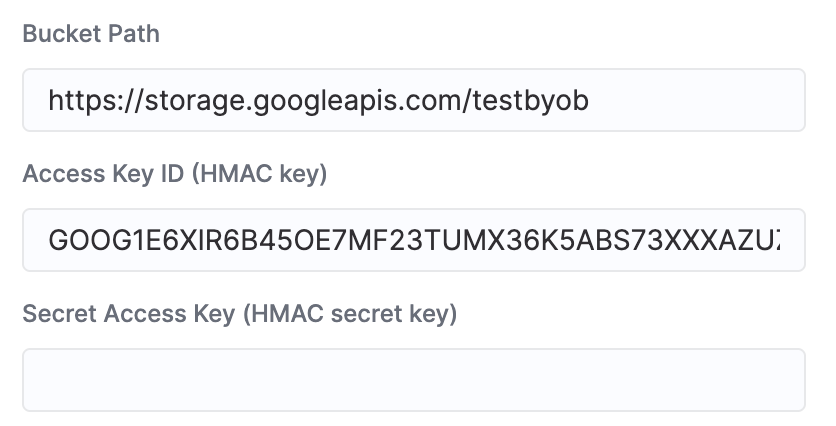 Bucket Path
https://storage.googleapis.com/testbyob
Access Key ID (HMAC key)
GOOG1E6XIR6B45OE7MF23TUMX36K5ABS73XXXAZU
Secret Access Key (HMAC secret key)